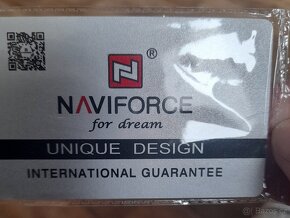 ®
NAVIFORCE
for dream
UNIQUE DESIGN
INTERNATIONAL GUARANTEE